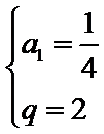 a₁ = 1/4
q = 2